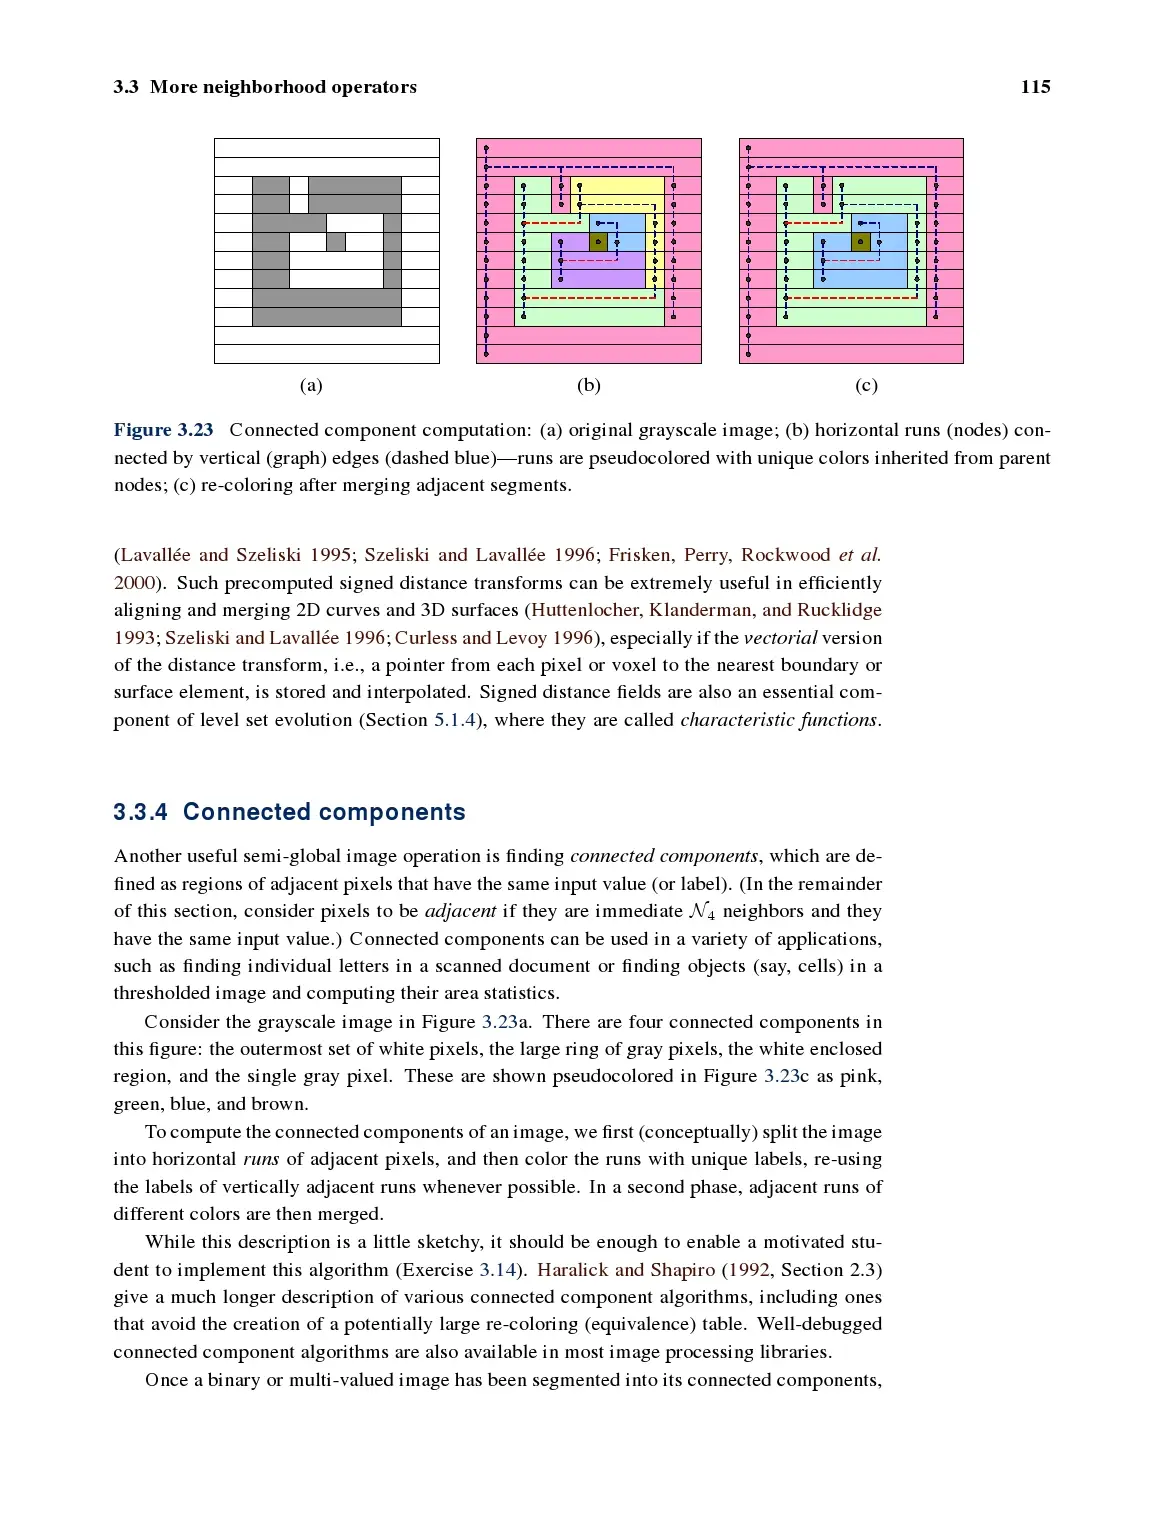 3.3 More neighborhood operators 115
(a) (b) (c)
Figure 3.23 Connected component computation: (a) original grayscale image; (b) horizontal runs (nodes) con-
nected by vertical (graph) edges (dashed blue)—runs are pseudocolored with unique colors inherited from parent
nodes; (c) re-coloring after merging adjacent segments.
(Lavallée and Szeliski 1995; Szeliski and Lavallée 1996; Frisken, Perry, Rockwood et al.
2000). Such precomputed signed distance transforms can be extremely useful in efficiently
aligning and merging 2D curves and 3D surfaces (Huttenlocher, Klanderman, and Rucklidge
1993; Szeliski and Lavallée 1996; Curless and Levoy 1996), especially if the vectorial version
of the distance transform, i.e., a pointer from each pixel or voxel to the nearest boundary or
surface element, is stored and interpolated. Signed distance fields are also an essential com-
ponent of level set evolution (Section 5.1.4), where they are called characteristic functions.
3.3.4 Connected components
Another useful semi-global image operation is finding connected components, which are de-
fined as regions of adjacent pixels that have the same input value (or label). (In the remainder
of this section, consider pixels to be adjacent if they are immediate 𝒩₄ neighbors and they
have the same input value.) Connected components can be used in a variety of applications,
such as finding individual letters in a scanned document or finding objects (say, cells) in a
thresholded image and computing their area statistics.
Consider the grayscale image in Figure 3.23a. There are four connected components in
this figure: the outermost set of white pixels, the large ring of gray pixels, the white enclosed
region, and the single gray pixel. These are shown pseudocolored in Figure 3.23c as pink,
green, blue, and brown.
To compute the connected components of an image, we first (conceptually) split the image
into horizontal runs of adjacent pixels, and then color the runs with unique labels, re-using
the labels of vertically adjacent runs whenever possible. In a second phase, adjacent runs of
different colors are then merged.
While this description is a little sketchy, it should be enough to enable a motivated stu-
dent to implement this algorithm (Exercise 3.14). Haralick and Shapiro (1992, Section 2.3)
give a much longer description of various connected component algorithms, including ones
that avoid the creation of a potentially large re-coloring (equivalence) table. Well-debugged
connected component algorithms are also available in most image processing libraries.
Once a binary or multi-valued image has been segmented into its connected components,